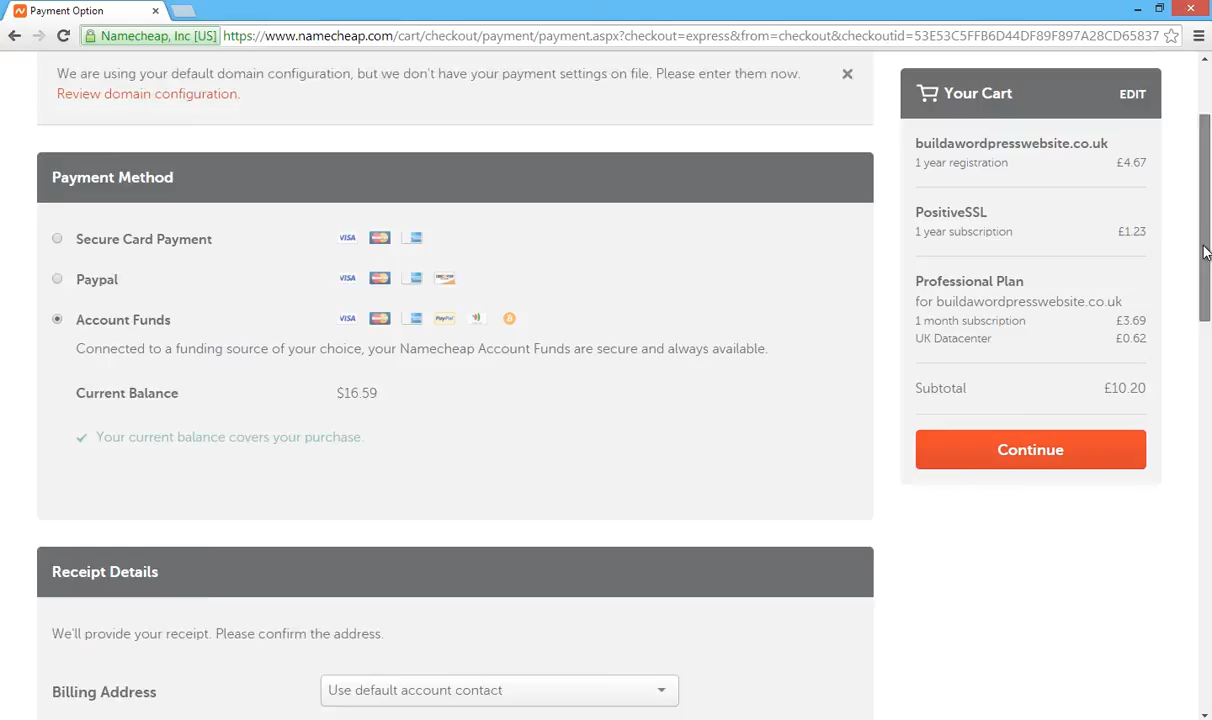 Payment Option
Namecheap, Inc [US]
https://www.namecheap.com/cart/checkout/payment/payment.aspx?checkout=express&from=checkout&checkoutid=53E53C5FFB6D44DF89F897A28CD65837
We are using your default domain configuration, but we don't have your payment settings on file. Please enter them now.
Review domain configuration.
Payment Method
Secure Card Payment
VISA
Paypal
VISA
Account Funds
VISA
PayPal
Connected to a funding source of your choice, your Namecheap Account Funds are secure and always available.
Current Balance
$16.59
Your current balance covers your purchase.
Receipt Details
We'll provide your receipt. Please confirm the address.
Billing Address
Use default account contact
Your Cart
EDIT
buildawordpresswebsite.co.uk
1 year registration
£4.67
PositiveSSL
1 year subscription
£1.23
Professional Plan
for buildawordpresswebsite.co.uk
1 month subscription
£3.69
UK Datacenter
£0.62
Subtotal
£10.20
Continue